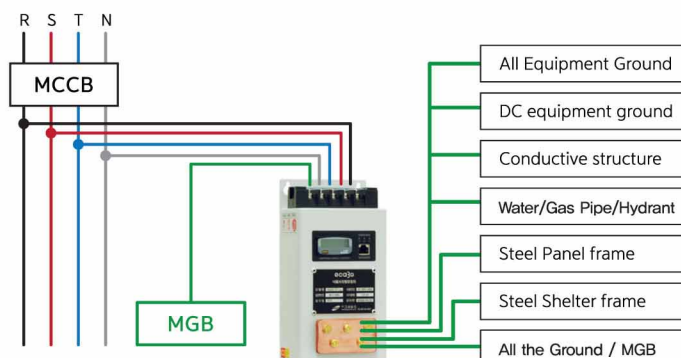 R S T N
MCCB
MGB
ecaʒa
All Equipment Ground
DC equipment ground
Conductive structure
Water/Gas Pipe/Hydrant
Steel Panel frame
Steel Shelter frame
All the Ground / MGB